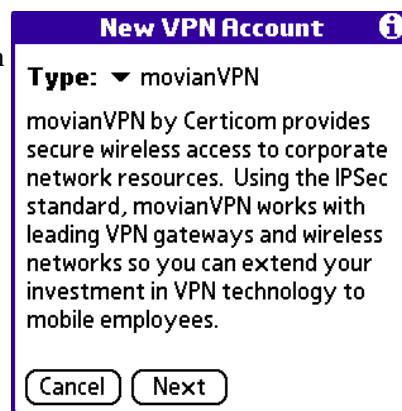 New VPN Account
Type: movianVPN
movianVPN by Certicom provides
secure wireless access to corporate
network resources. Using the IPSec
standard, movianVPN works with
leading VPN gateways and wireless
networks so you can extend your
investment in VPN technology to
mobile employees.
Cancel Next